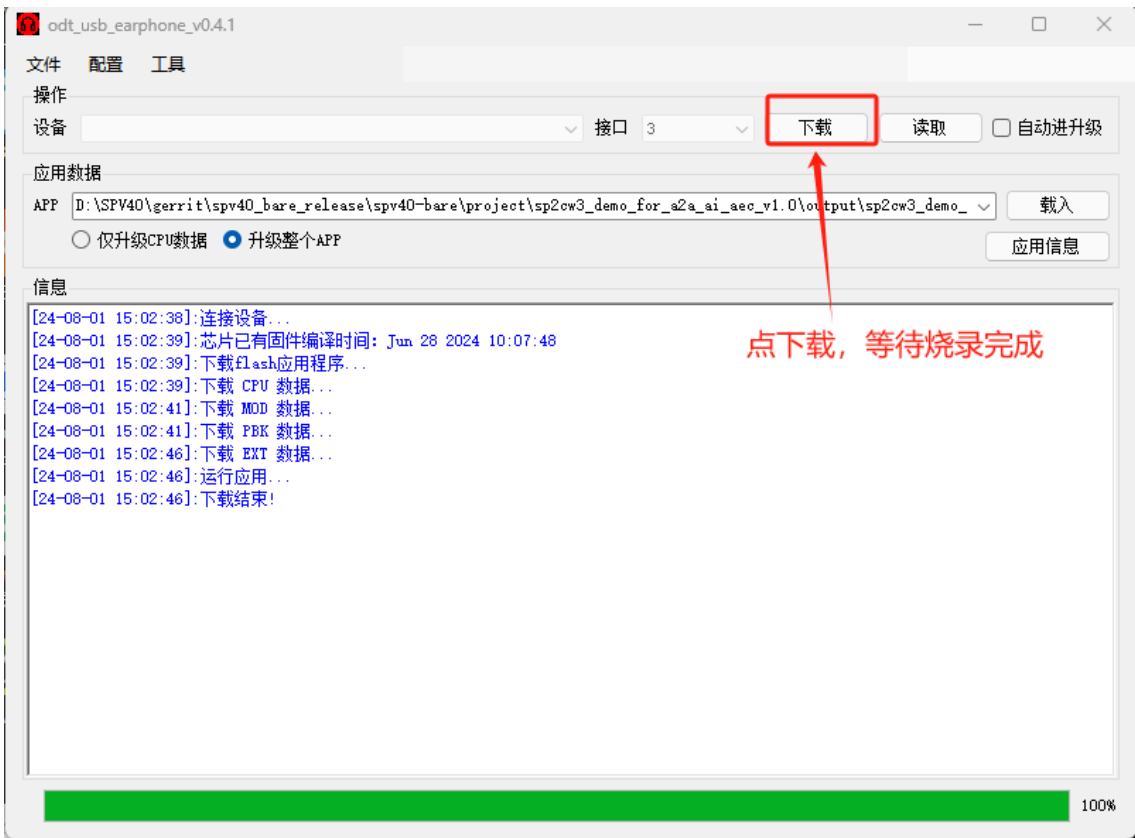 odt_usb_earphone_v0.4.1
文件 配置 工具
操作
设备 接口 3 下载 读取 自动进升级
应用数据
APP D:\SPV40\gerrit\spv40_bare_release\spv40-bare\project\sp2cw3_demo_for_a2a_ai_aec_v1.0\output\sp2cw3_demo_ 载入
仅升级CPU数据 升级整个APP 应用信息
信息
[24-08-01 15:02:38]:连接设备...
[24-08-01 15:02:39]:芯片已有固件编译时间: Jun 28 2024 10:07:48
[24-08-01 15:02:39]:下载flash应用程序...
[24-08-01 15:02:39]:下载 CPU 数据...
[24-08-01 15:02:41]:下载 MOD 数据...
[24-08-01 15:02:41]:下载 PBK 数据...
[24-08-01 15:02:46]:下载 EXT 数据...
[24-08-01 15:02:46]:运行应用...
[24-08-01 15:02:46]:下载结束!
点下载，等待烧录完成
100%